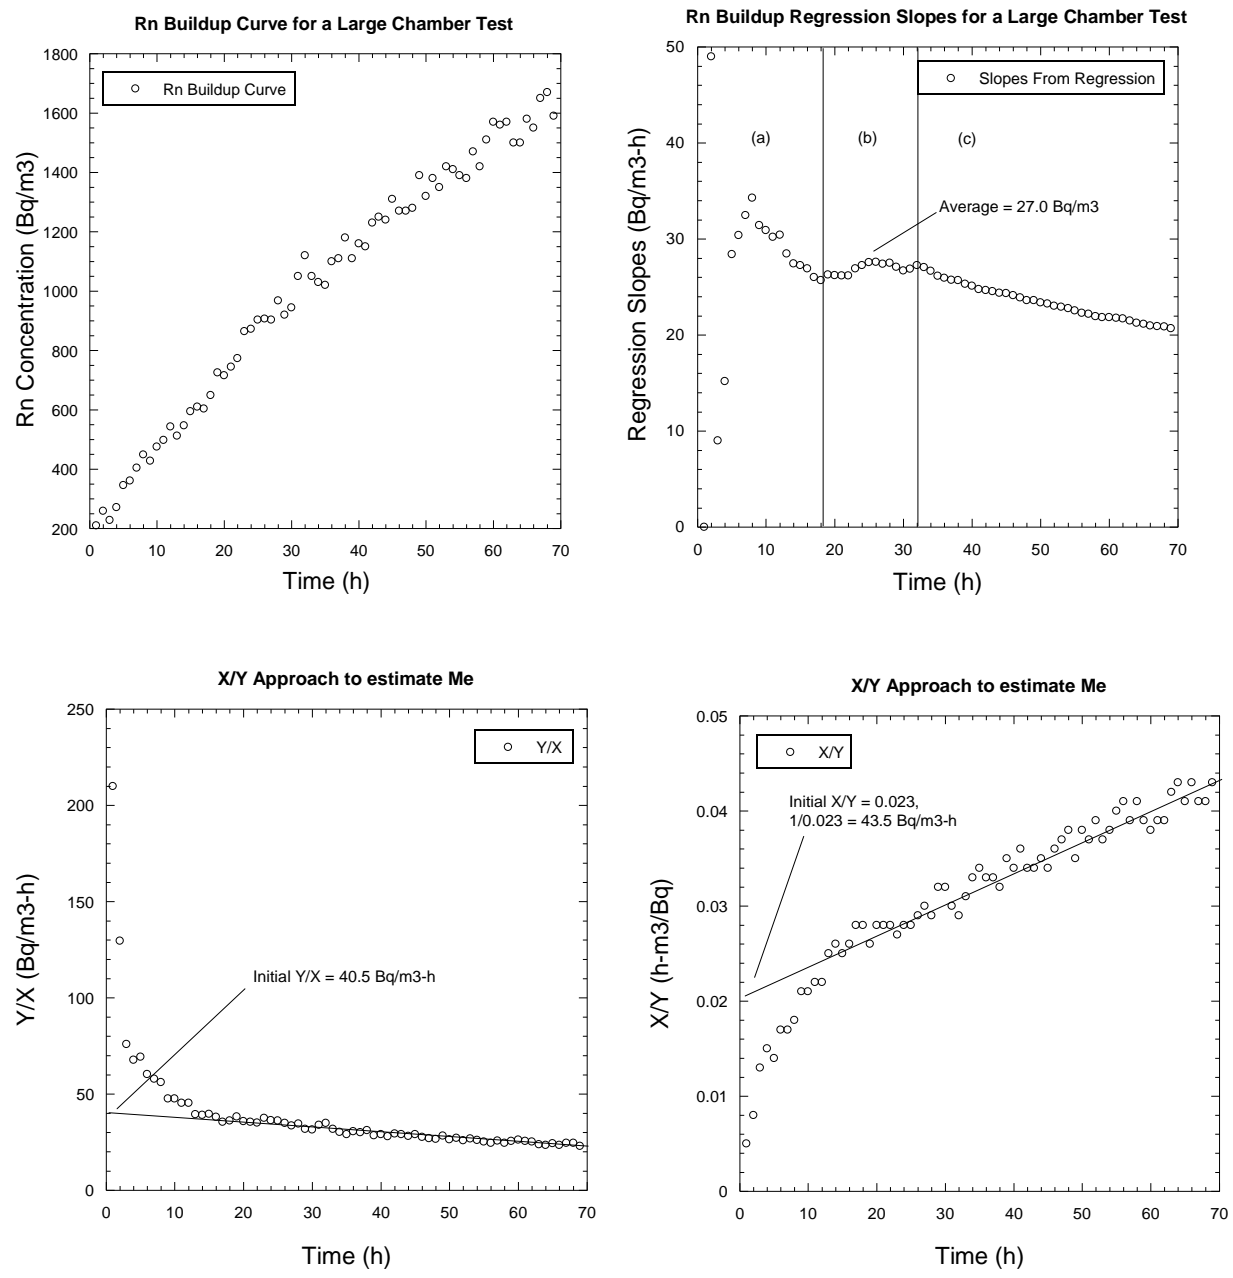 Rn Buildup Curve for a Large Chamber Test
1800
1600
1400
1200
1000
800
600
400
200
Rn Concentration (Bq/m3)
Rn Buildup Curve
0 10 20 30 40 50 60 70
Time (h)
Rn Buildup Regression Slopes for a Large Chamber Test
50
40
30
20
10
0
Regression Slopes (Bq/m3-h)
Slopes From Regression
(a) (b) (c)
Average = 27.0 Bq/m3
0 10 20 30 40 50 60 70
Time (h)
X/Y Approach to estimate Me
250
200
150
100
50
0
Y/X (Bq/m3-h)
Y/X
Initial Y/X = 40.5 Bq/m3-h
0 10 20 30 40 50 60 70
Time (h)
X/Y Approach to estimate Me
0.05
0.04
0.03
0.02
0.01
0
X/Y (h-m3/Bq)
X/Y
Initial X/Y = 0.023,
1/0.023 = 43.5 Bq/m3-h
0 10 20 30 40 50 60 70
Time (h)